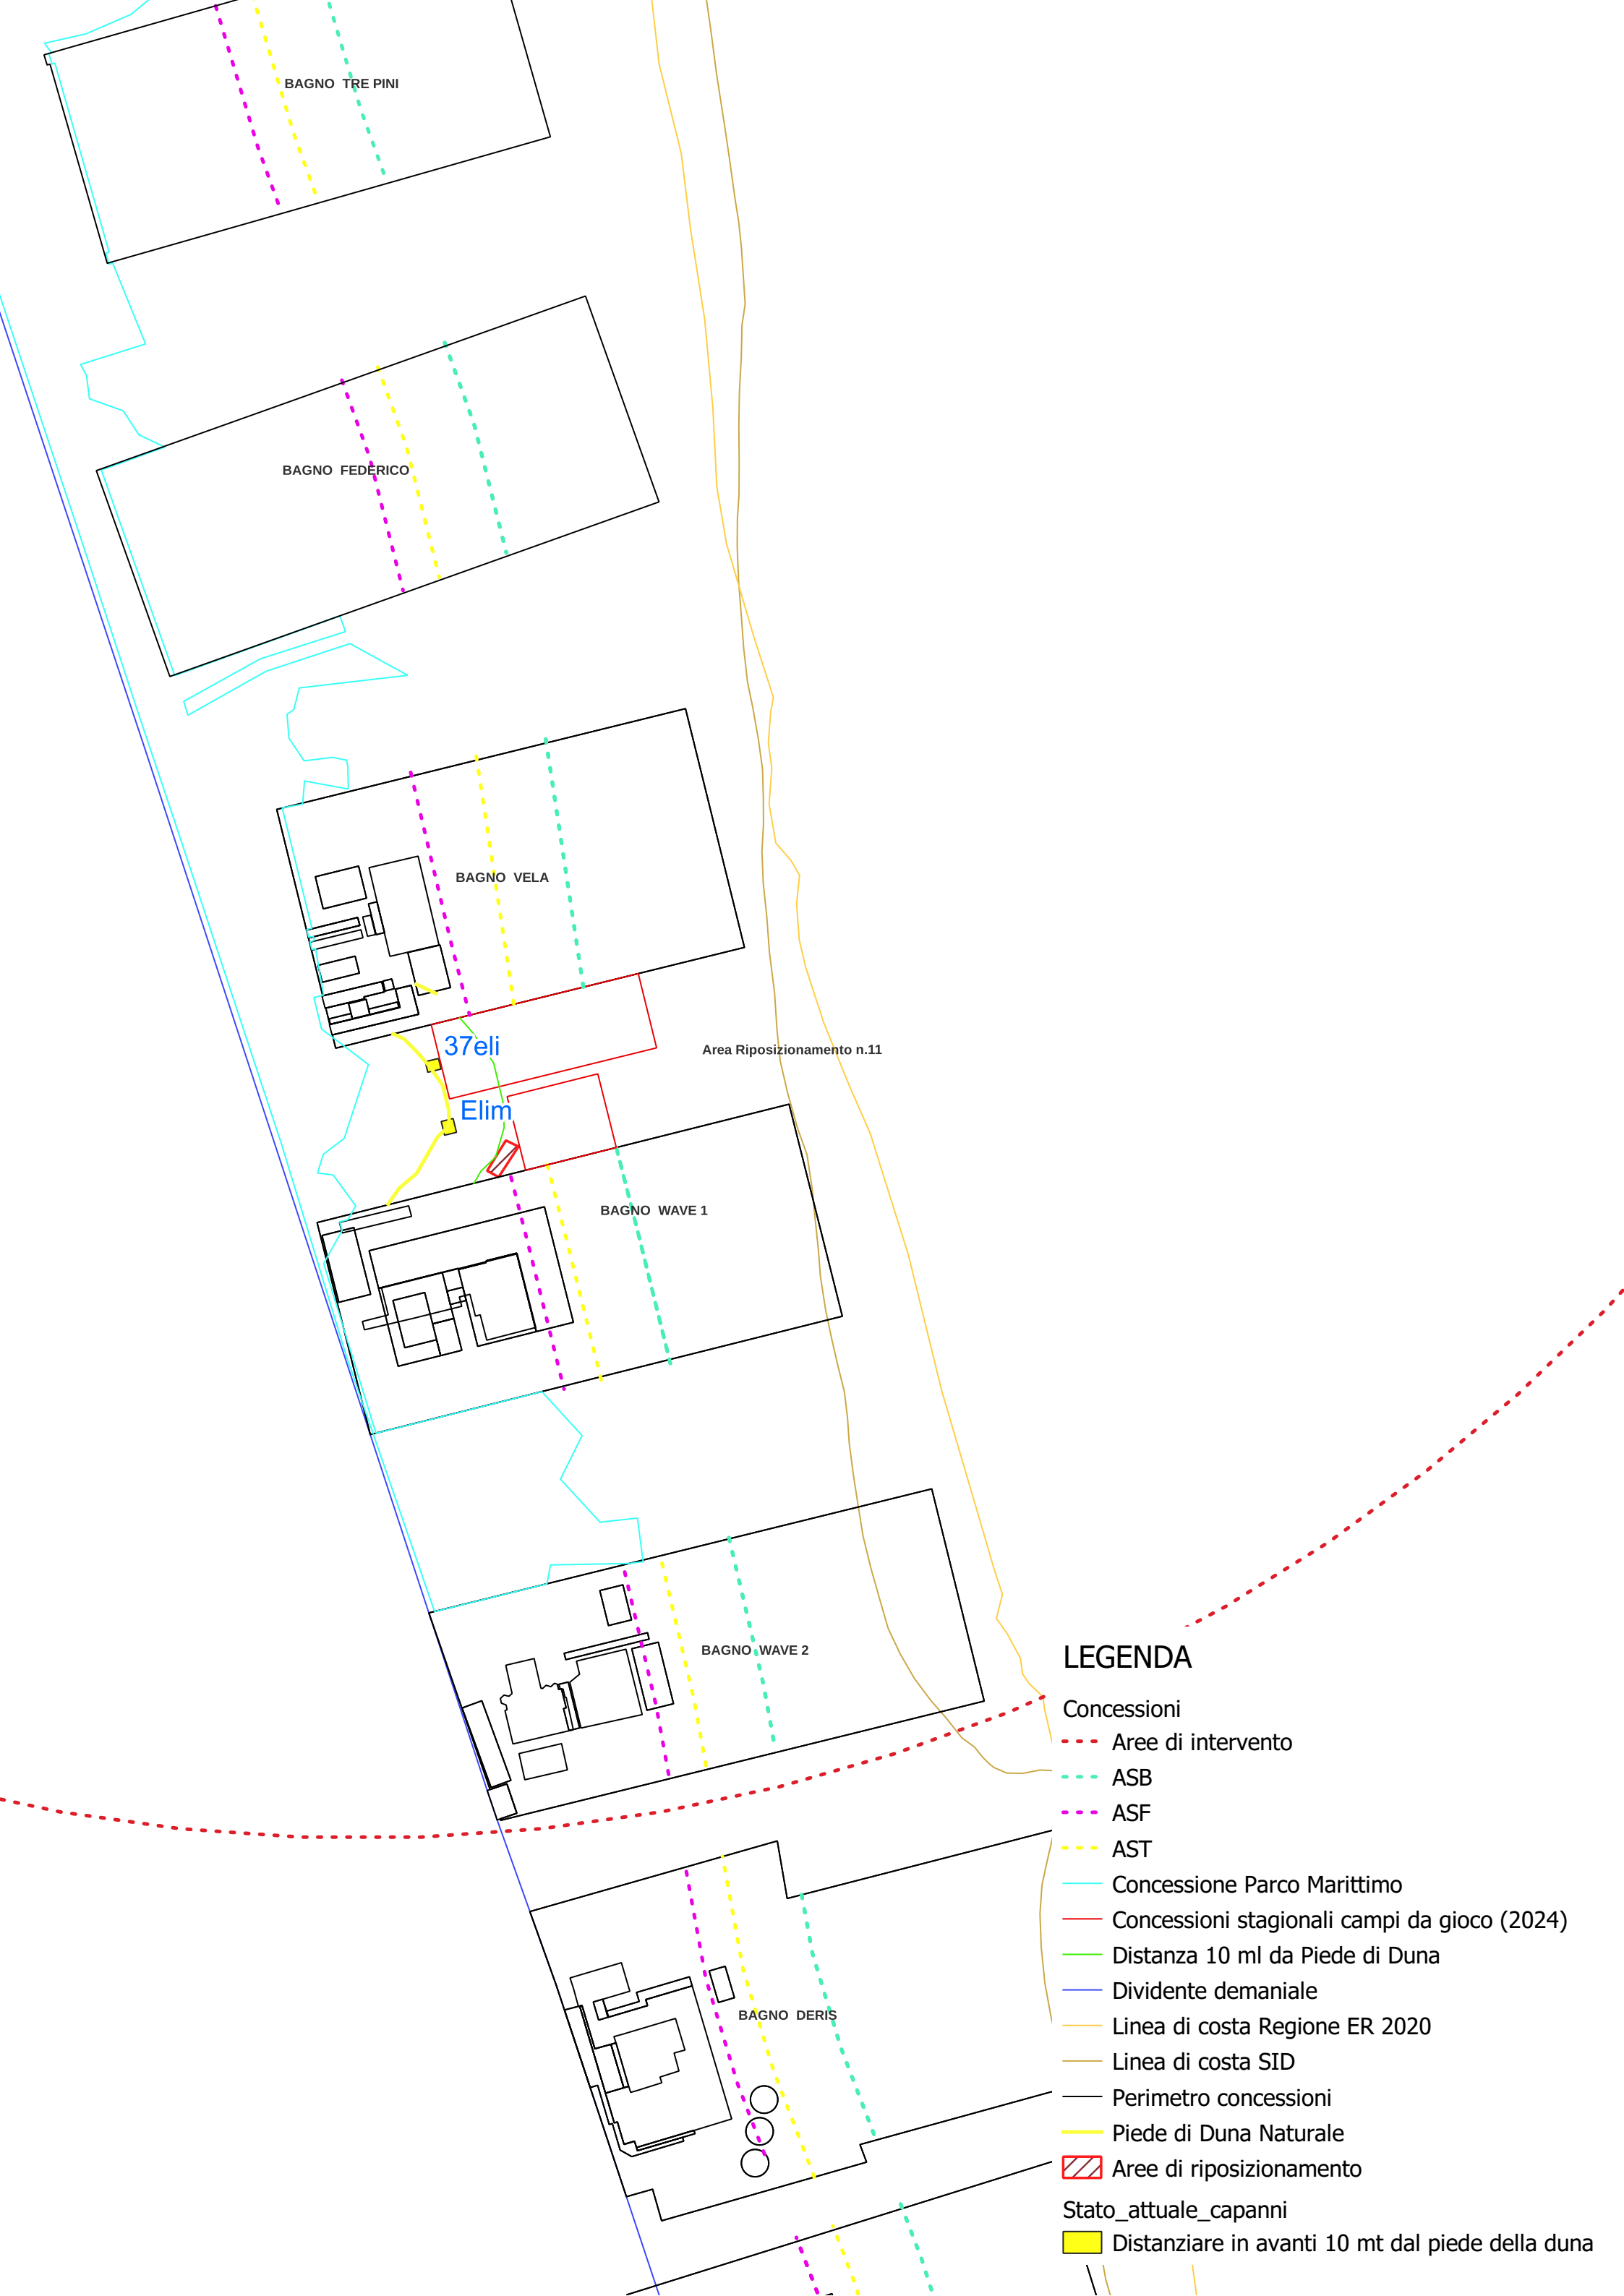 BAGNO TRE PINI
BAGNO FEDERICO
BAGNO VELA
37eli
Area Riposizionamento n.11
Elim
BAGNO WAVE 1
BAGNO WAVE 2
BAGNO DERIS
LEGENDA
Concessioni
Aree di intervento
ASB
ASF
AST
Concessione Parco Marittimo
Concessioni stagionali campi da gioco (2024)
Distanza 10 ml da Piede di Duna
Dividente demaniale
Linea di costa Regione ER 2020
Linea di costa SID
Perimetro concessioni
Piede di Duna Naturale
Aree di riposizionamento
Stato_attuale_capanni
Distanziare in avanti 10 mt dal piede della duna